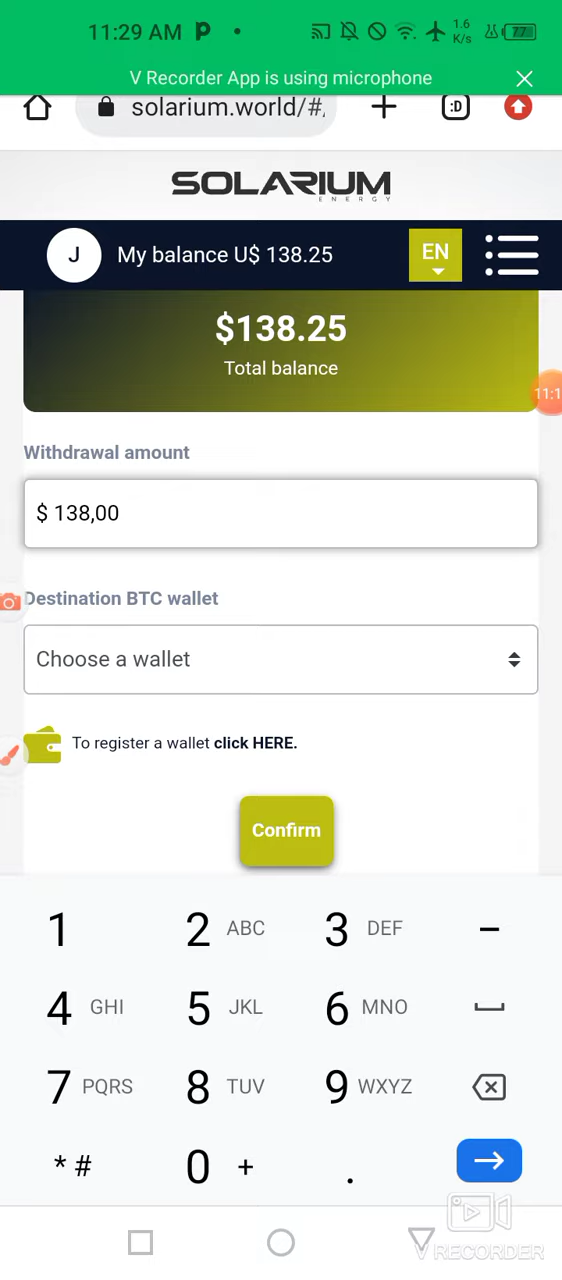 11:29 AM
1.6
K/s
77
V Recorder App is using microphone
solarium.world/#,
:D
SOLARIUM
ENERGY
J
My balance U$ 138.25
EN
$138.25
Total balance
11:1
Withdrawal amount
$ 138,00
Destination BTC wallet
Choose a wallet
To register a wallet click HERE.
Confirm
1
2 ABC
3 DEF
–
4 GHI
5 JKL
6 MNO
7 PQRS
8 TUV
9 WXYZ
* #
0 +
.
V RECORDER